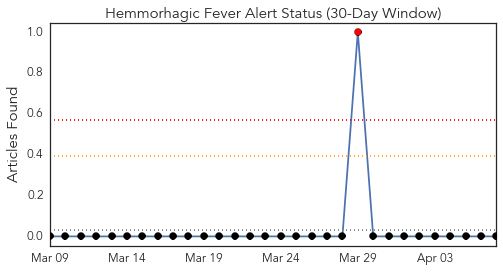 Hemmorhagic Fever Alert Status (30-Day Window)
Articles Found
1.0
0.8
0.6
0.4
0.2
0.0
Mar 09
Mar 14
Mar 19
Mar 24
Mar 29
Apr 03